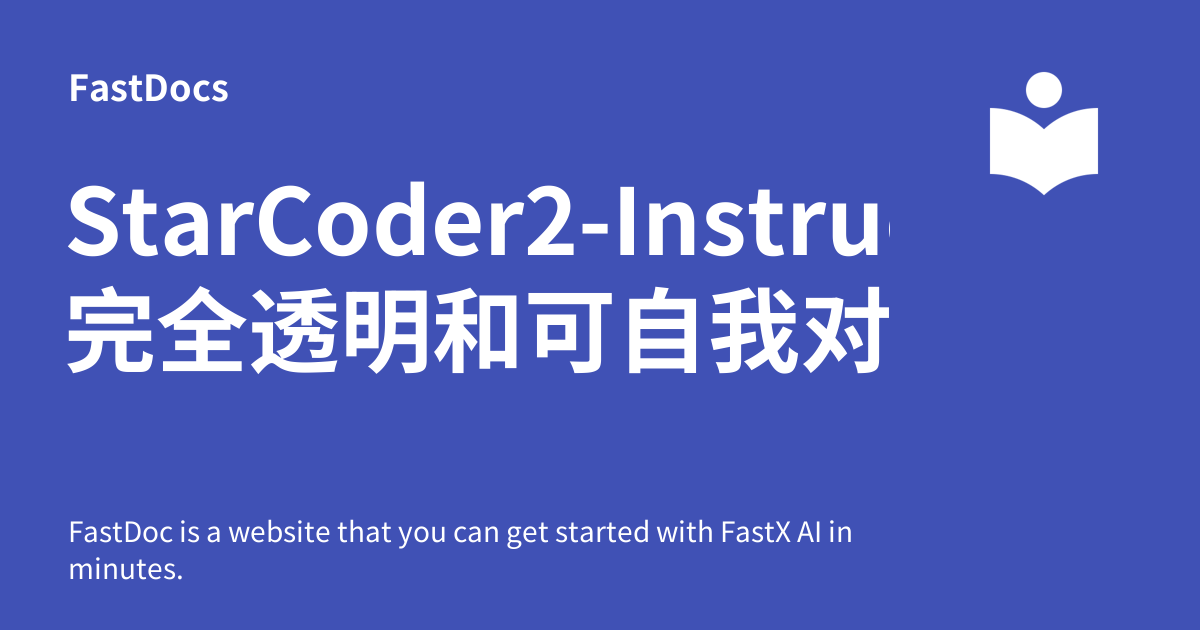 FastDocs
StarCoder2-Instru
完全透明和可自我对
FastDoc is a website that you can get started with FastX AI in
minutes.